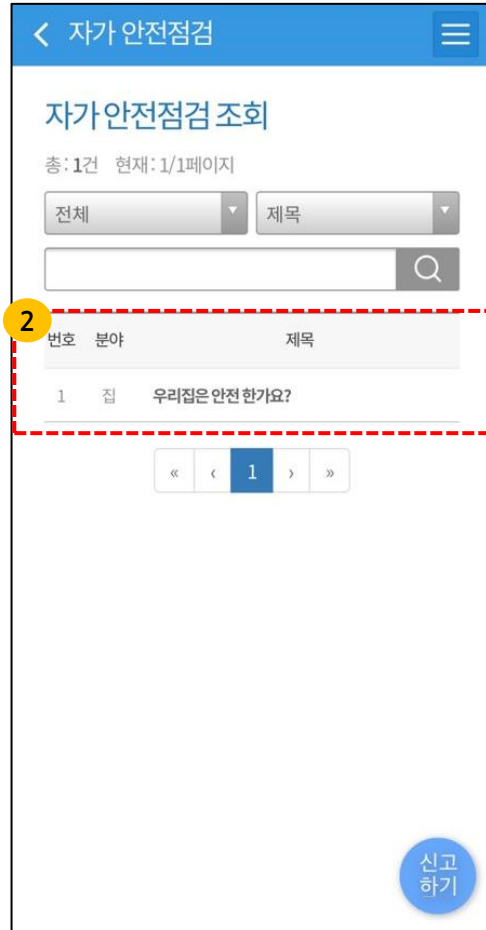 자가 안전점검
자가 안전점검 조회
총: 1건 현재: 1/1페이지
전체 제목
2
번호 분야 제목
1 집 우리집은 안전 한가요?
« ‹ 1 › »
신고
하기